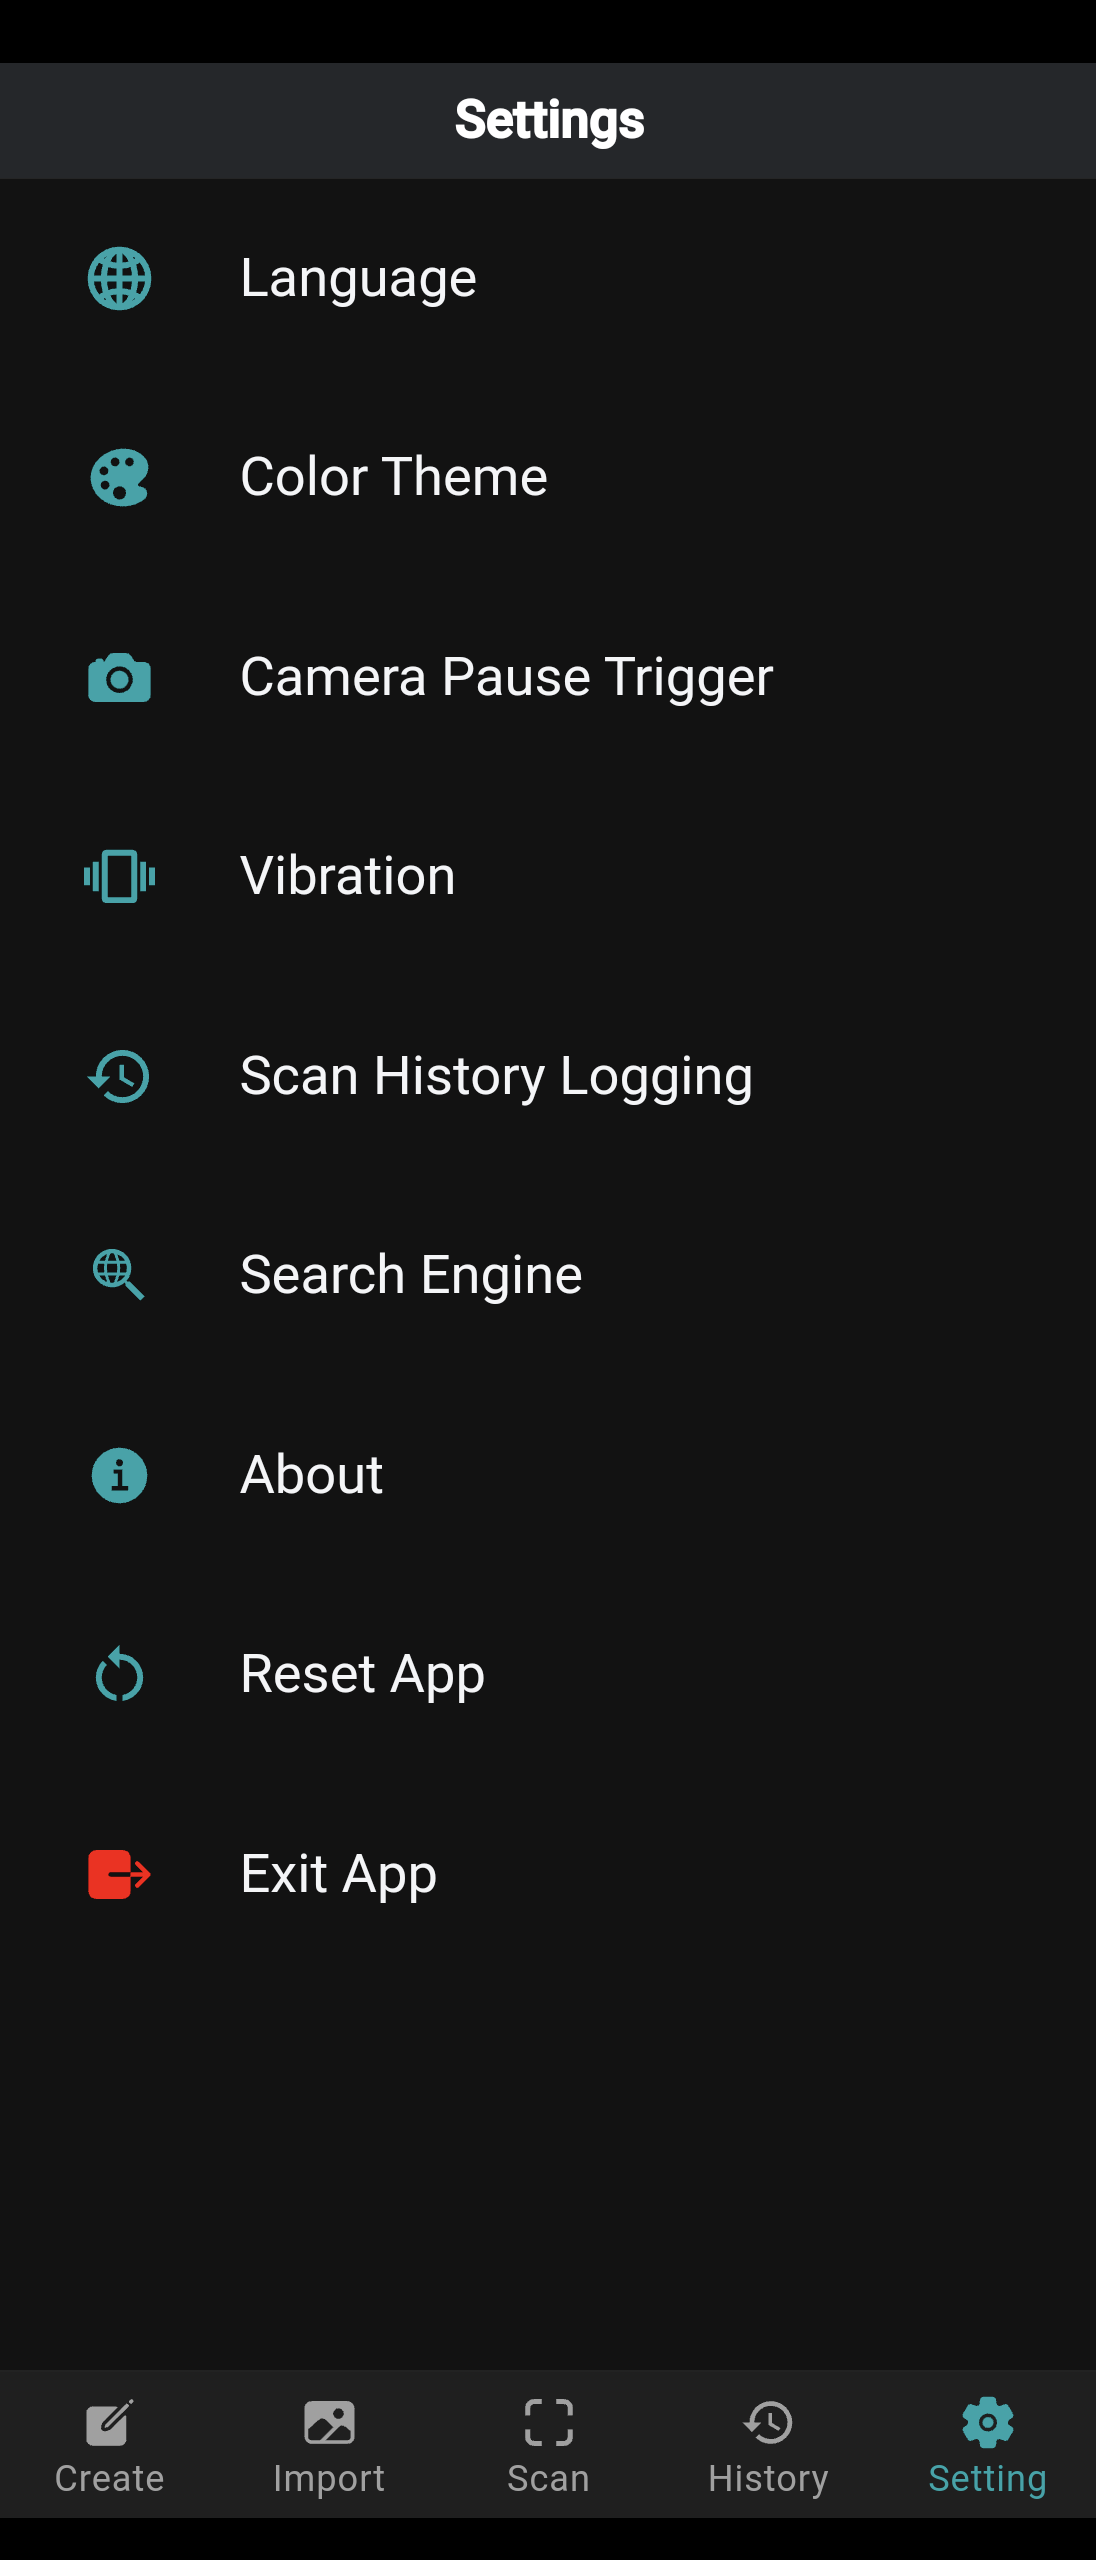 Settings
Language
Color Theme
Camera Pause Trigger
Vibration
Scan History Logging
Search Engine
About
Reset App
Exit App
Create
Import
Scan
History
Setting